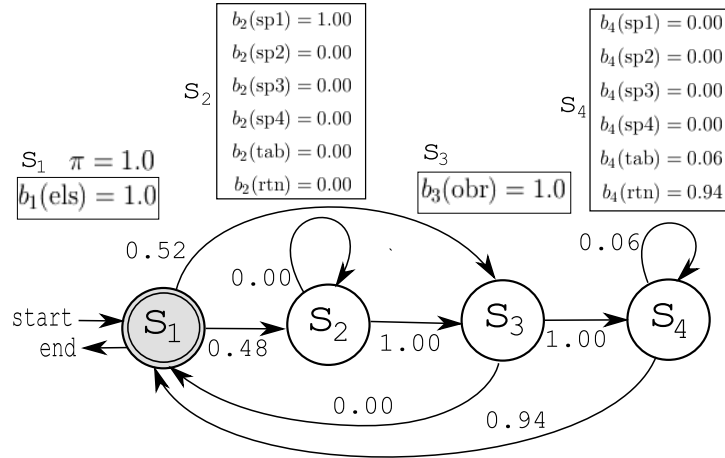 b₂(sp1) = 1.00
b₂(sp2) = 0.00
b₂(sp3) = 0.00
b₂(sp4) = 0.00
b₂(tab) = 0.00
b₂(rtn) = 0.00
S₂
b₄(sp1) = 0.00
b₄(sp2) = 0.00
b₄(sp3) = 0.00
b₄(sp4) = 0.00
b₄(tab) = 0.06
b₄(rtn) = 0.94
S₄
S₁ π = 1.0
b₁(els) = 1.0
S₃
b₃(obr) = 1.0
0.52
0.00
0.06
start
end
S₁
0.48
S₂
1.00
S₃
1.00
S₄
0.00
0.94